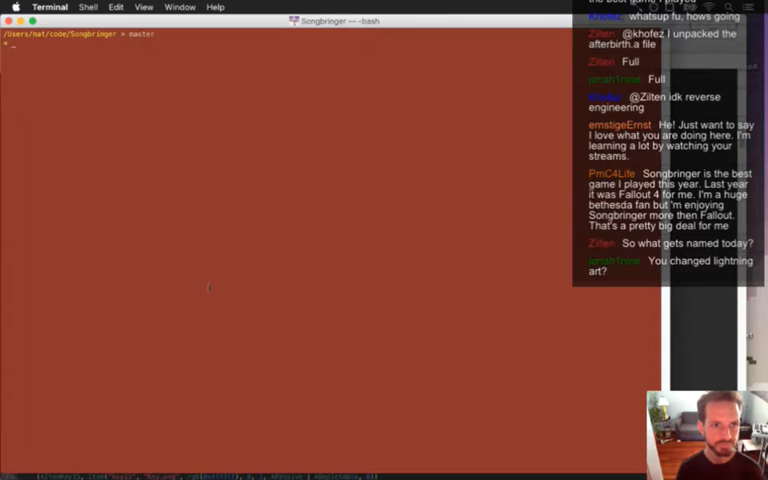 Terminal Shell Edit View Window Help
the best game I played
Songbringer — -bash
Khofez whatsup fu, hows going
/Users/nat/code/Songbringer » master
Zilten @khofez I unpacked the
afterbirth.a file
Zilten Full
jonah1nine Full
Khofez @Zilten idk reverse
engineering
ernstigeErnst He! Just want to say
I love what you are doing here. I'm
learning a lot by watching your
streams.
PmC4Life Songbringer is the best
game I played this year. Last year
it was Fallout 4 for me. I'm a huge
bethesda fan but 'm enjoying
Songbringer more then Fallout.
That's a pretty big deal for me
Zilten So what gets named today?
jonah1nine You changed lightning
art?